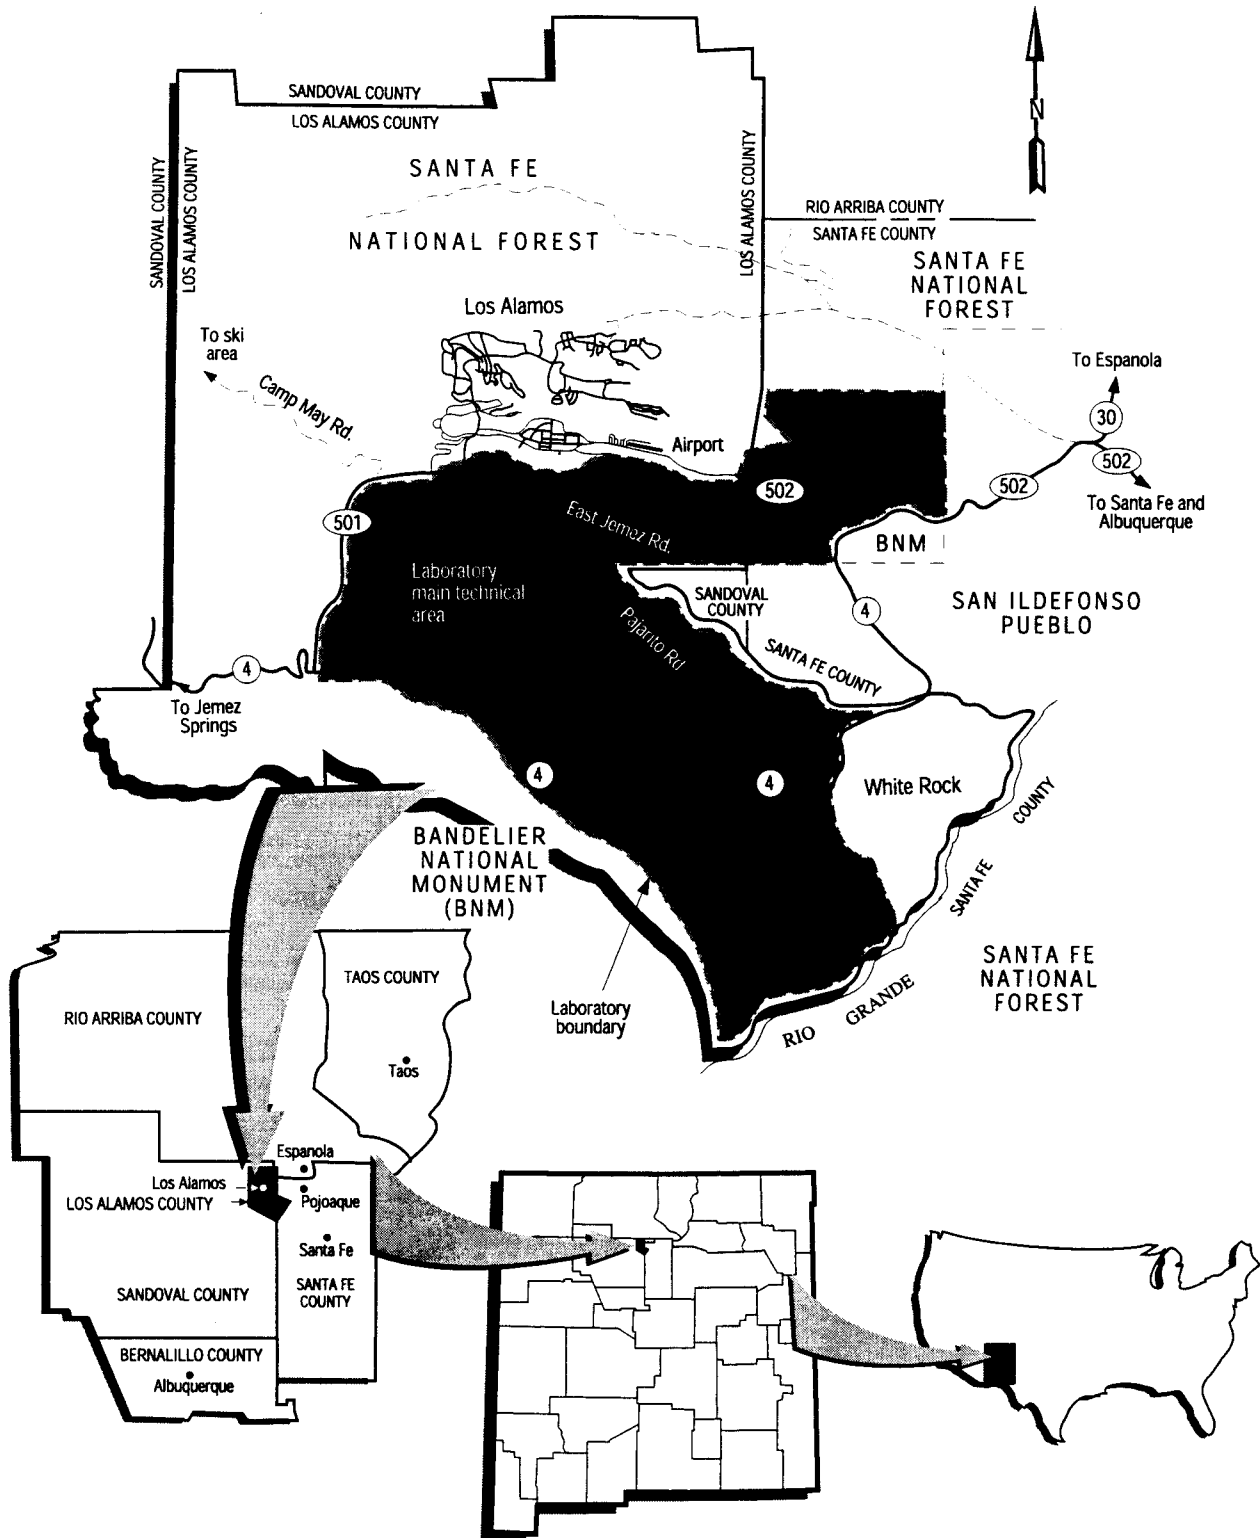 N
SANDOVAL COUNTY
LOS ALAMOS COUNTY
SANDOVAL COUNTY
LOS ALAMOS COUNTY
SANTA FE
NATIONAL FOREST
LOS ALAMOS COUNTY
RIO ARRIBA COUNTY
SANTA FE COUNTY
SANTA FE
NATIONAL
FOREST
Los Alamos
To ski
area
Camp May Rd.
Airport
To Espanola
30
502
502
502
To Santa Fe and
Albuquerque
501
East Jemez Rd.
BNM
Laboratory
main technical
area
SANDOVAL
COUNTY
Pajarito Rd
4
SAN ILDEFONSO
PUEBLO
SANTA FE COUNTY
4
To Jemez
Springs
4
4
White Rock
SANTA FE COUNTY
BANDELIER
NATIONAL
MONUMENT
(BNM)
SANTA FE
NATIONAL
FOREST
Laboratory
boundary
RIO GRANDE
RIO ARRIBA COUNTY
TAOS COUNTY
Taos
Espanola
Los Alamos
LOS ALAMOS COUNTY
Pojoaque
Santa Fe
SANDOVAL COUNTY
SANTA FE
COUNTY
BERNALILLO COUNTY
Albuquerque